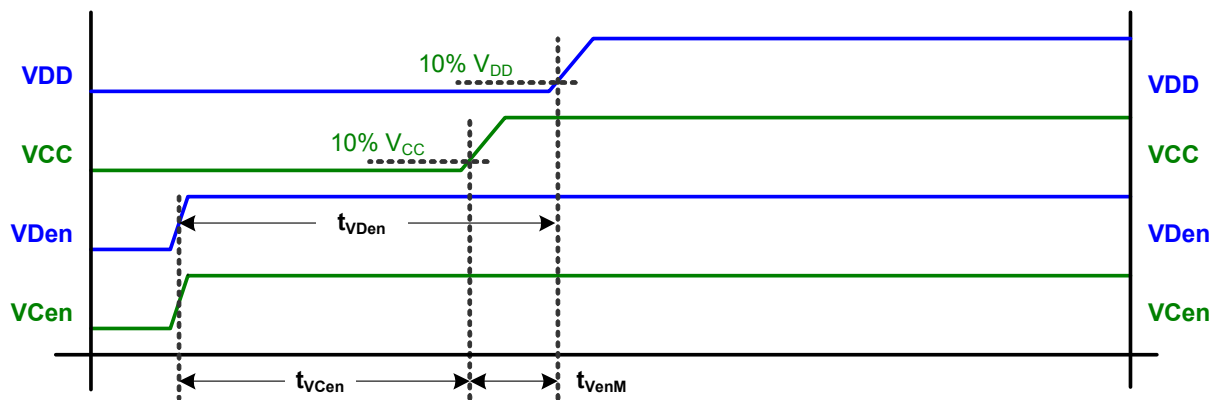 10% VDD
VDD
VDD
10% VCC
VCC
VCC
tVDen
VDen
VDen
VCen
VCen
tVCen
tVenM